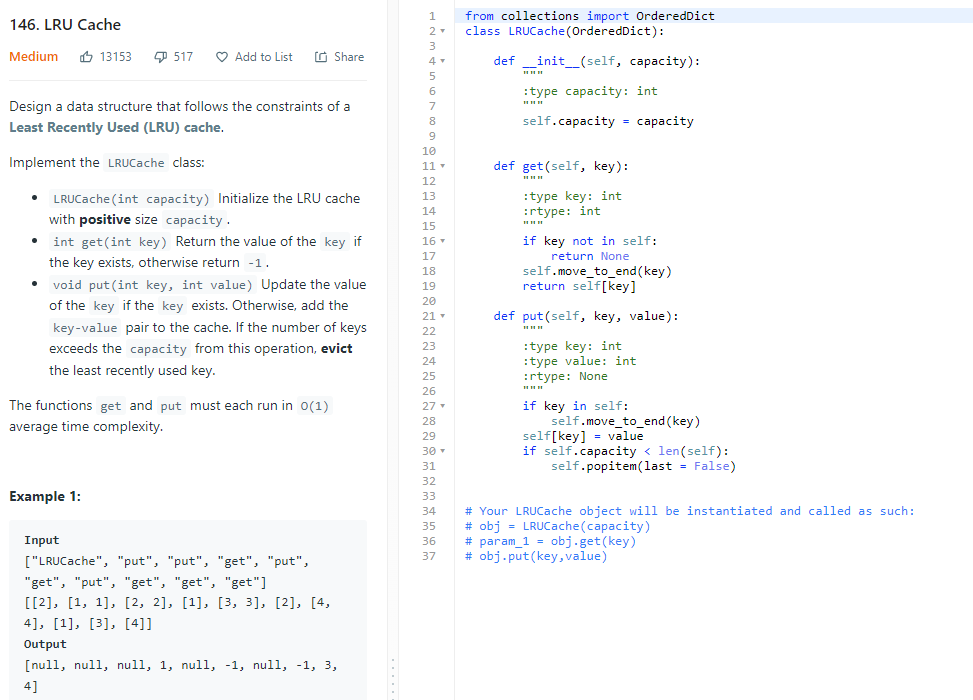 146. LRU Cache
Medium 13153 517 Add to List Share
Design a data structure that follows the constraints of a
Least Recently Used (LRU) cache.
Implement the LRUCache class:
• LRUCache(int capacity) Initialize the LRU cache
with positive size capacity.
• int get(int key) Return the value of the key if
the key exists, otherwise return -1.
• void put(int key, int value) Update the value
of the key if the key exists. Otherwise, add the
key-value pair to the cache. If the number of keys
exceeds the capacity from this operation, evict
the least recently used key.
The functions get and put must each run in O(1)
average time complexity.
Example 1:
Input
["LRUCache", "put", "put", "get", "put",
"get", "put", "get", "get", "get"]
[[2], [1, 1], [2, 2], [1], [3, 3], [2], [4,
4], [1], [3], [4]]
Output
[null, null, null, 1, null, -1, null, -1, 3,
4]
1 from collections import OrderedDict
2 class LRUCache(OrderedDict):
3
4     def __init__(self, capacity):
5         """
6         :type capacity: int
7         """
8         self.capacity = capacity
9
10
11     def get(self, key):
12         """
13         :type key: int
14         :rtype: int
15         """
16         if key not in self:
17             return None
18         self.move_to_end(key)
19         return self[key]
20
21     def put(self, key, value):
22         """
23         :type key: int
24         :type value: int
25         :rtype: None
26         """
27         if key in self:
28             self.move_to_end(key)
29         self[key] = value
30         if self.capacity < len(self):
31             self.popitem(last = False)
32
33
34 # Your LRUCache object will be instantiated and called as such:
35 # obj = LRUCache(capacity)
36 # param_1 = obj.get(key)
37 # obj.put(key,value)